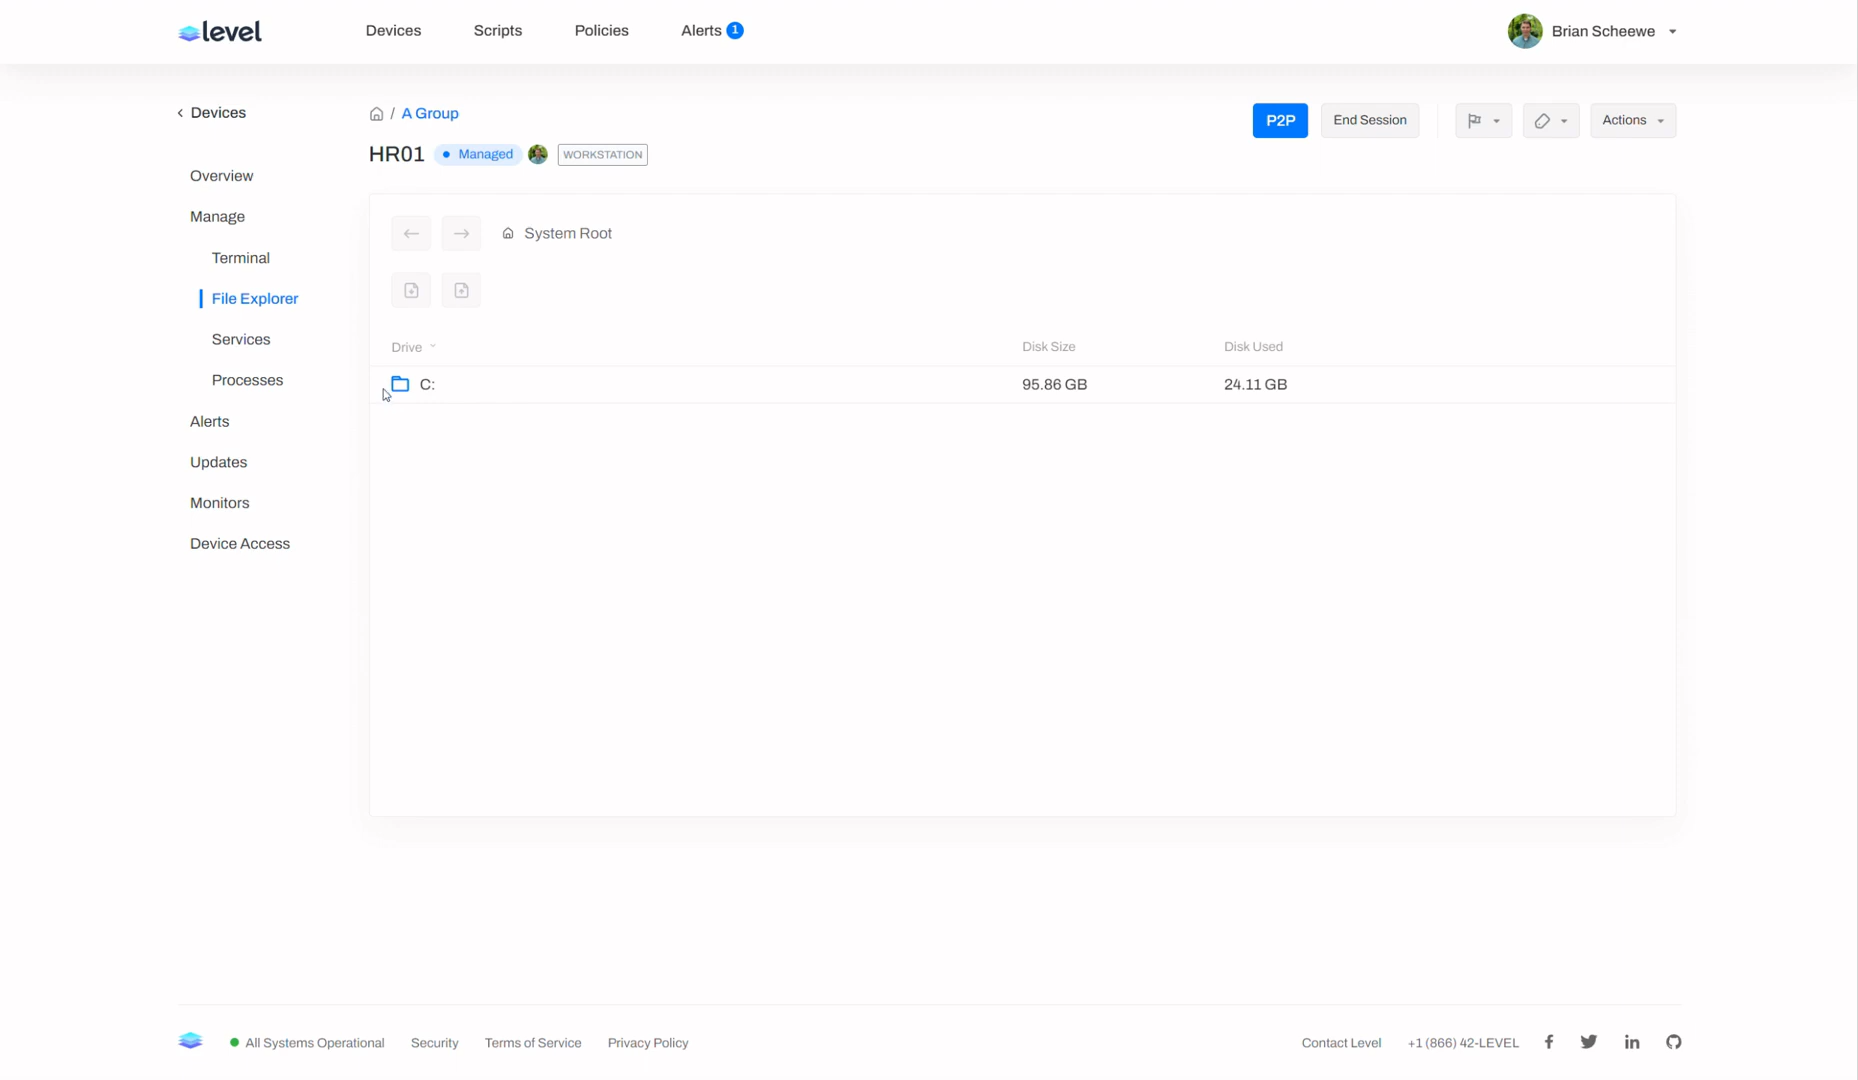 level
Devices
Scripts
Policies
Alerts 1
Brian Scheewe
Devices
/ A Group
P2P
End Session
Actions
HR01
Managed
WORKSTATION
Overview
Manage
Terminal
File Explorer
Services
Processes
Alerts
Updates
Monitors
Device Access
System Root
Drive
Disk Size
Disk Used
C:
95.86 GB
24.11 GB
All Systems Operational
Security
Terms of Service
Privacy Policy
Contact Level
+1 (866) 42-LEVEL